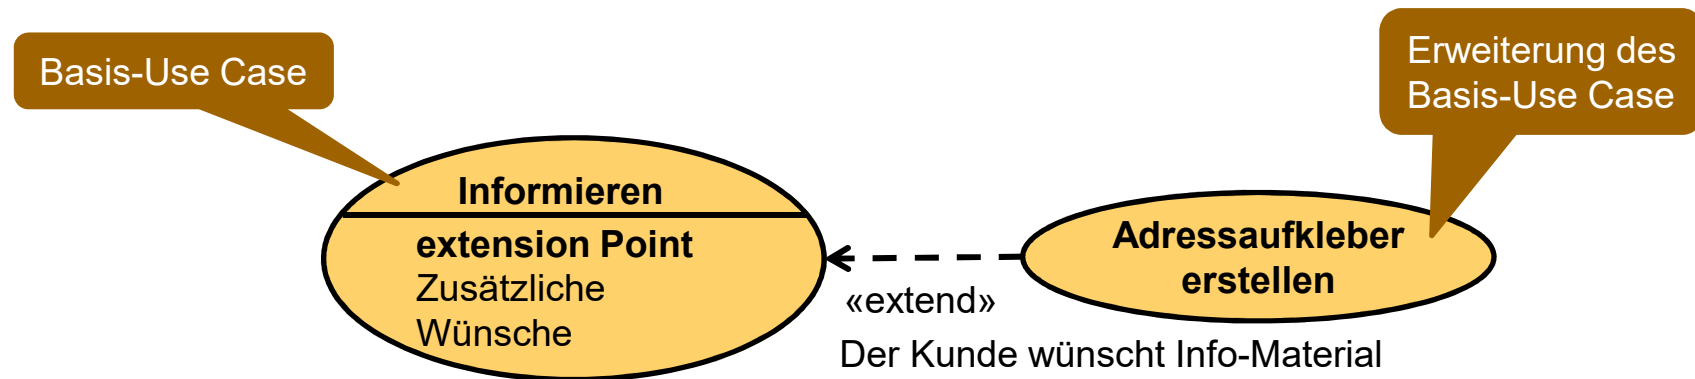 Basis-Use Case
Erweiterung des
Basis-Use Case
Informieren
extension Point
Zusätzliche
Wünsche
Adressaufkleber
erstellen
«extend»
Der Kunde wünscht Info-Material